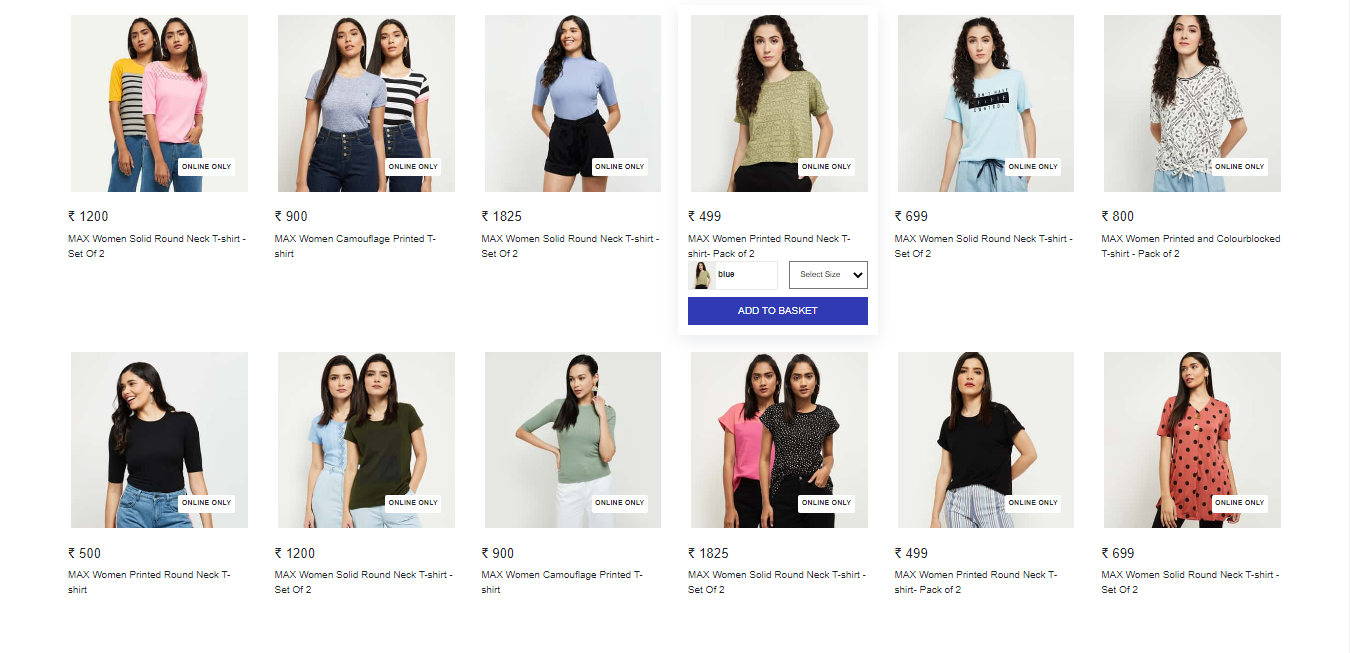 ONLINE ONLY
ONLINE ONLY
ONLINE ONLY
ONLINE ONLY
ONLINE ONLY
ONLINE ONLY
₹ 1200
₹ 900
₹ 1825
₹ 499
₹ 699
₹ 800
MAX Women Solid Round Neck T-shirt -
Set Of 2
MAX Women Camouflage Printed T-
shirt
MAX Women Solid Round Neck T-shirt -
Set Of 2
MAX Women Printed Round Neck T-
shirt- Pack of 2
MAX Women Solid Round Neck T-shirt -
Set Of 2
MAX Women Printed and Colourblocked
T-shirt - Pack of 2
blue
Select Size
ADD TO BASKET
ONLINE ONLY
ONLINE ONLY
ONLINE ONLY
ONLINE ONLY
ONLINE ONLY
ONLINE ONLY
₹ 500
₹ 1200
₹ 900
₹ 1825
₹ 499
₹ 699
MAX Women Printed Round Neck T-
shirt
MAX Women Solid Round Neck T-shirt -
Set Of 2
MAX Women Camouflage Printed T-
shirt
MAX Women Solid Round Neck T-shirt -
Set Of 2
MAX Women Printed Round Neck T-
shirt- Pack of 2
MAX Women Solid Round Neck T-shirt -
Set Of 2